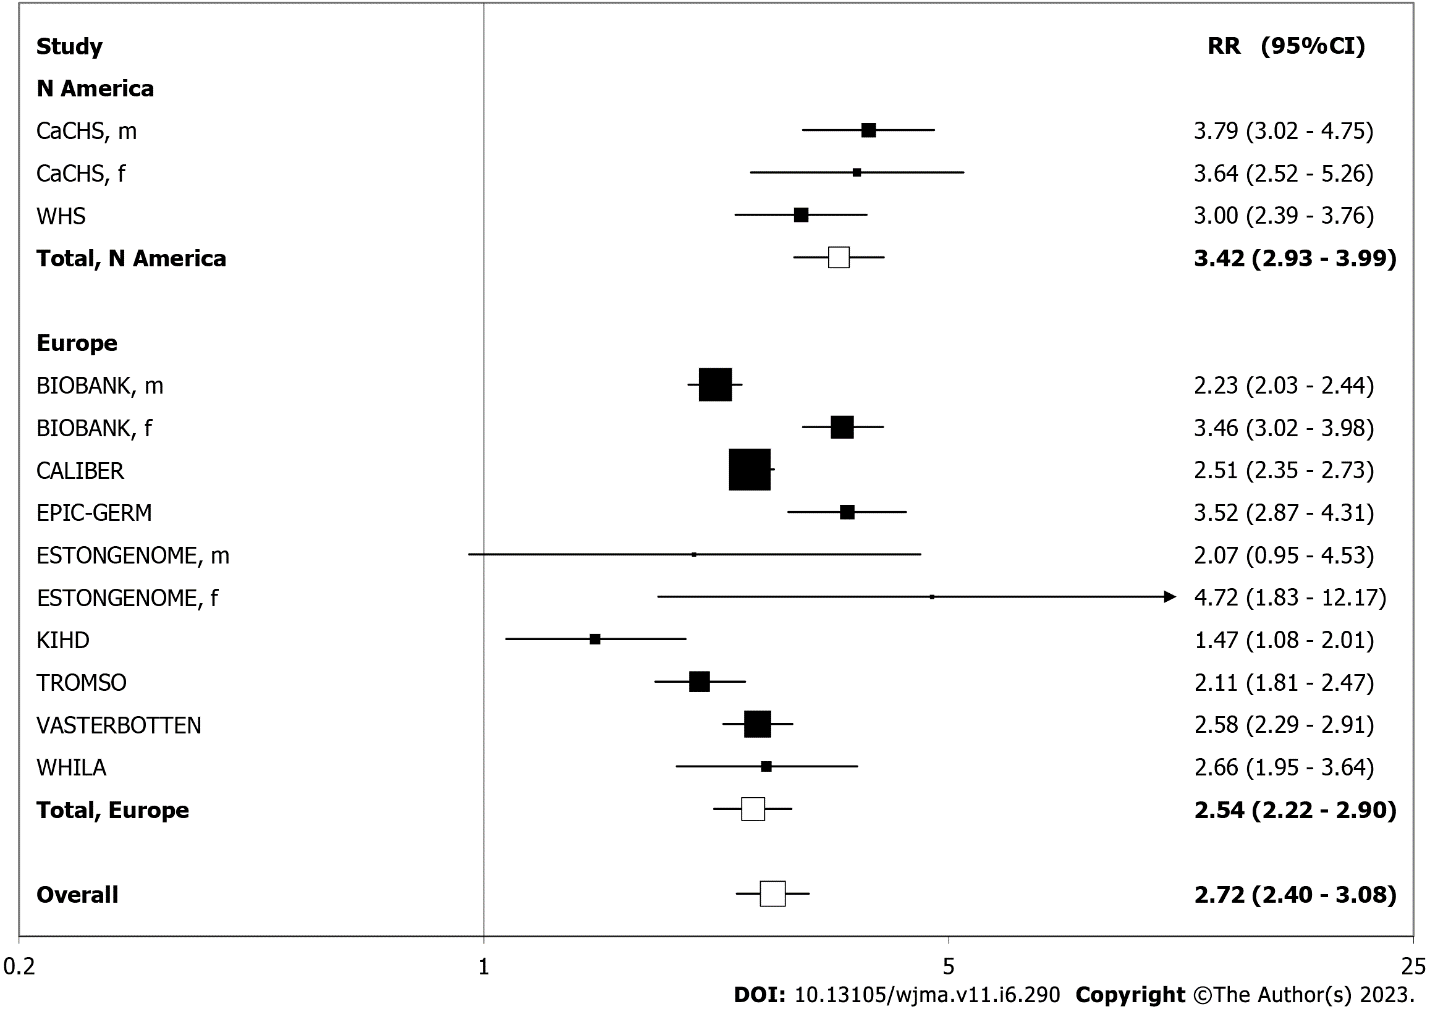 Study RR (95%CI)
N America
CaCHS, m 3.79 (3.02 - 4.75)
CaCHS, f 3.64 (2.52 - 5.26)
WHS 3.00 (2.39 - 3.76)
Total, N America 3.42 (2.93 - 3.99)
Europe
BIOBANK, m 2.23 (2.03 - 2.44)
BIOBANK, f 3.46 (3.02 - 3.98)
CALIBER 2.51 (2.35 - 2.73)
EPIC-GERM 3.52 (2.87 - 4.31)
ESTONGENOME, m 2.07 (0.95 - 4.53)
ESTONGENOME, f 4.72 (1.83 - 12.17)
KIHD 1.47 (1.08 - 2.01)
TROMSO 2.11 (1.81 - 2.47)
VASTERBOTTEN 2.58 (2.29 - 2.91)
WHILA 2.66 (1.95 - 3.64)
Total, Europe 2.54 (2.22 - 2.90)
Overall 2.72 (2.40 - 3.08)
0.2 1 5 25
DOI: 10.13105/wjma.v11.i6.290 Copyright ©The Author(s) 2023.